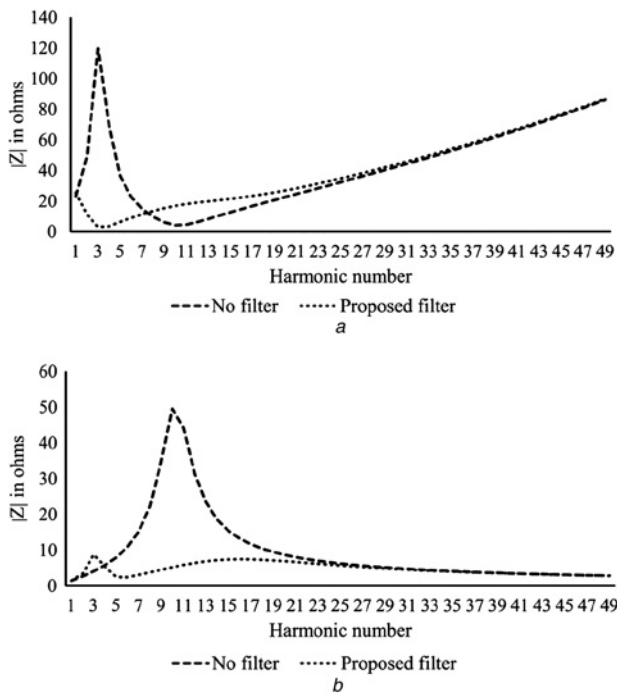 140
120
100
80
60
40
20
0
|Z| in ohms
1 3 5 7 9 11 13 15 17 19 21 23 25 27 29 31 33 35 37 39 41 43 45 47 49
Harmonic number
No filter Proposed filter
a
60
50
40
30
20
10
0
|Z| in ohms
1 3 5 7 9 11 13 15 17 19 21 23 25 27 29 31 33 35 37 39 41 43 45 47 49
Harmonic number
No filter Proposed filter
b